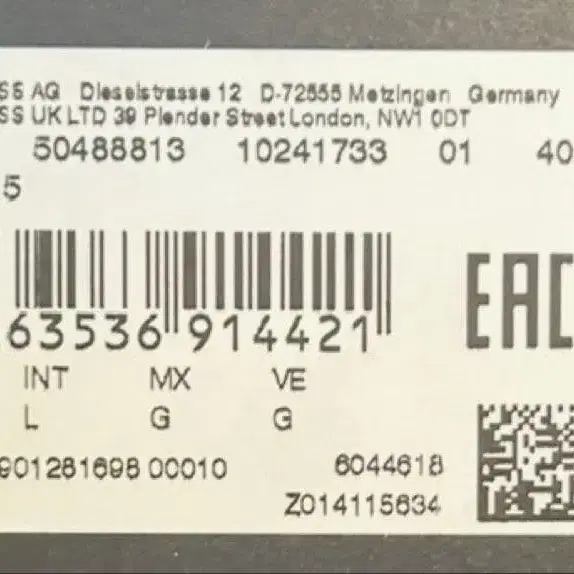 SS AG Dieselstrasse 12 D-72555 Metzingen Germany
SS UK LTD 39 Plender Street London, NW1 0DT
50488813 10241733 01 40
5
63536 914421
EAC
INT MX VE
L G G
901281698 00010 6044618
Z014115634